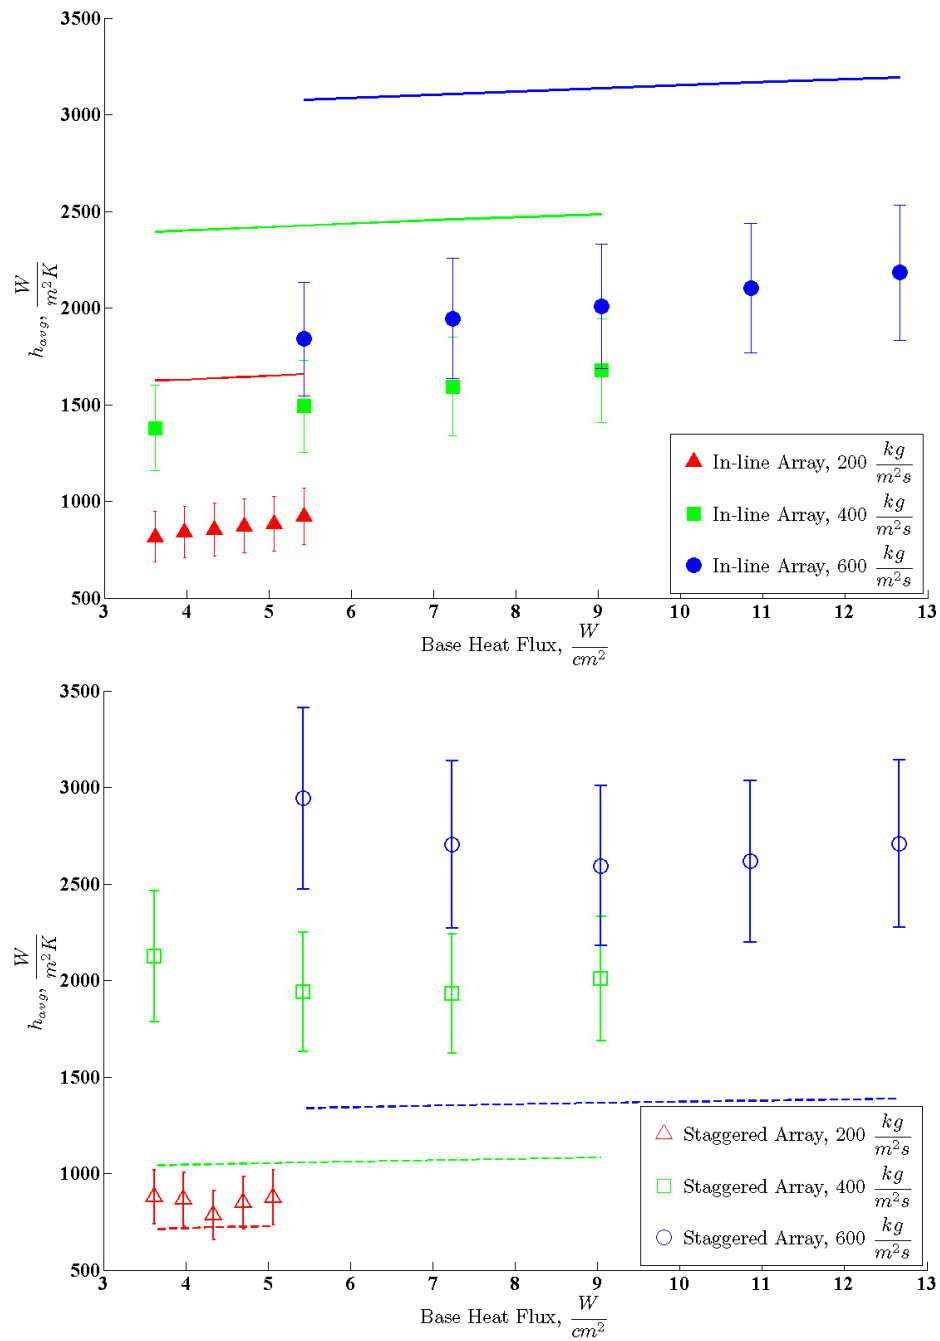 3500
3000
2500
2000
1500
1000
500
h_avg, W/m²K
3 4 5 6 7 8 9 10 11 12 13
Base Heat Flux, W/cm²
In-line Array, 200 kg/m²s
In-line Array, 400 kg/m²s
In-line Array, 600 kg/m²s
3500
3000
2500
2000
1500
1000
500
h_avg, W/m²K
3 4 5 6 7 8 9 10 11 12 13
Base Heat Flux, W/cm²
Staggered Array, 200 kg/m²s
Staggered Array, 400 kg/m²s
Staggered Array, 600 kg/m²s